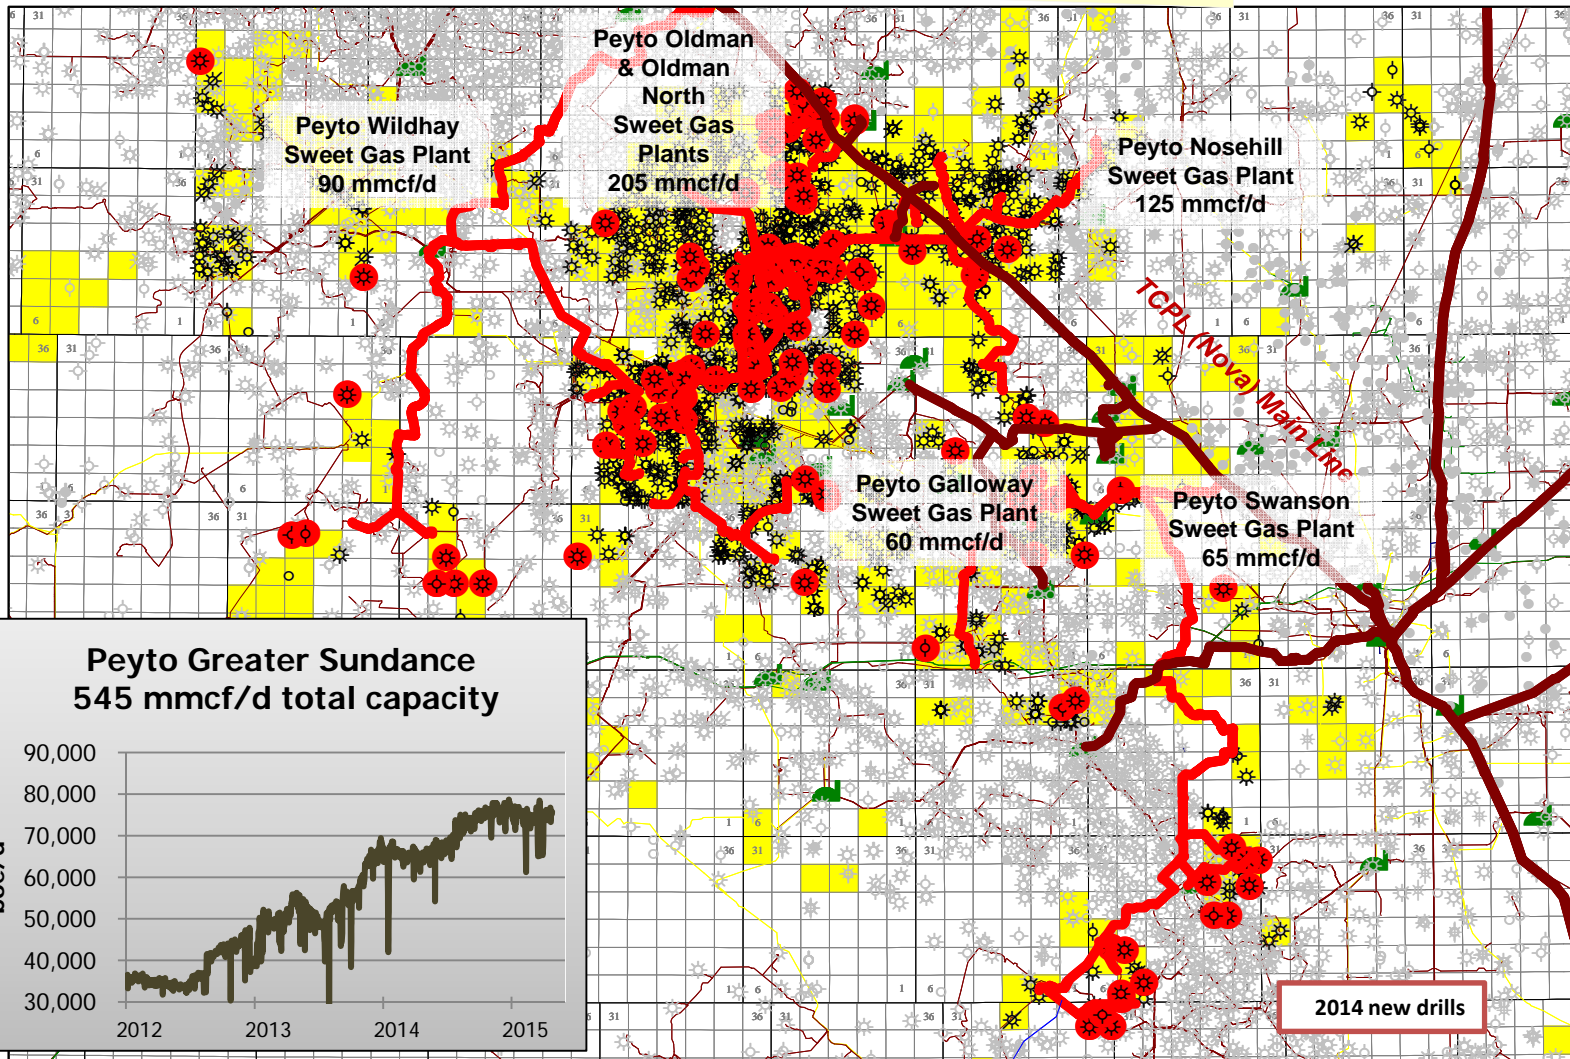 Peyto Oldman
& Oldman
North
Sweet Gas
Plants
205 mmcf/d
Peyto Wildhay
Sweet Gas Plant
90 mmcf/d
Peyto Nosehill
Sweet Gas Plant
125 mmcf/d
TCPL (Nova) Main Line
Peyto Galloway
Sweet Gas Plant
60 mmcf/d
Peyto Swanson
Sweet Gas Plant
65 mmcf/d
Peyto Greater Sundance
545 mmcf/d total capacity
90,000
80,000
70,000
60,000
50,000
40,000
30,000
2012 2013 2014 2015
2014 new drills